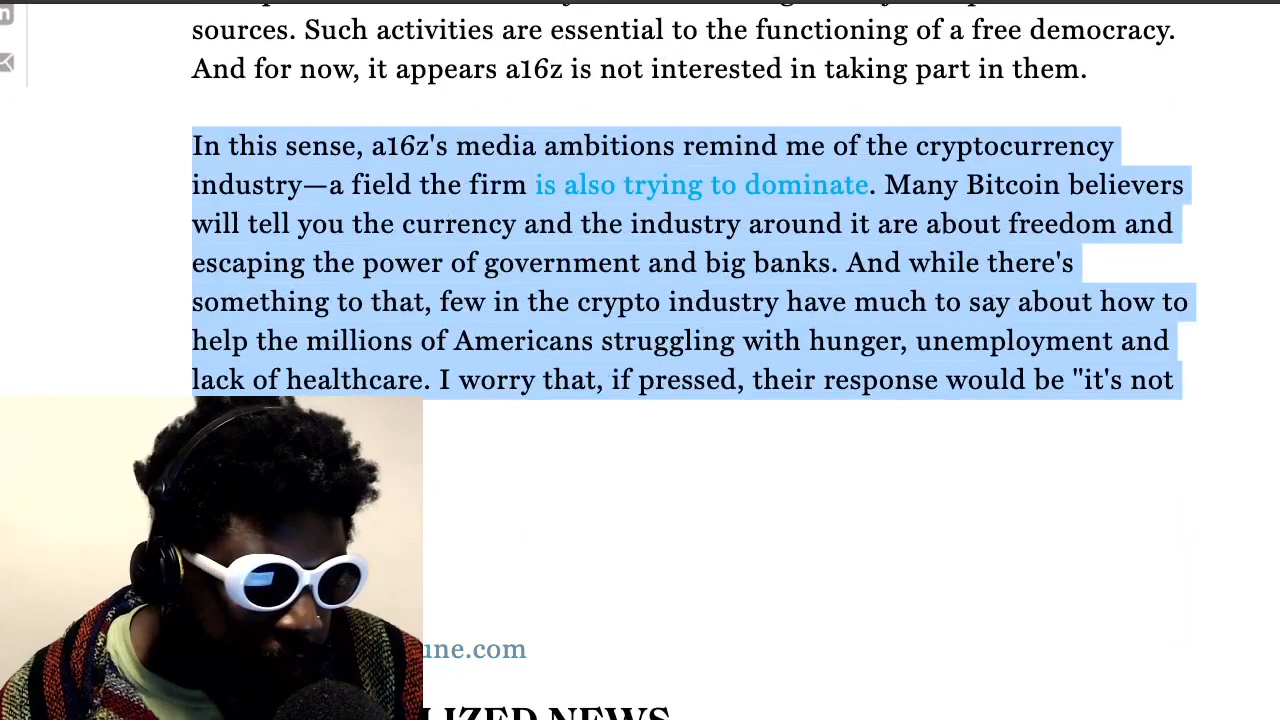 sources. Such activities are essential to the functioning of a free democracy.
And for now, it appears a16z is not interested in taking part in them.
In this sense, a16z's media ambitions remind me of the cryptocurrency
industry—a field the firm is also trying to dominate. Many Bitcoin believers
will tell you the currency and the industry around it are about freedom and
escaping the power of government and big banks. And while there's
something to that, few in the crypto industry have much to say about how to
help the millions of Americans struggling with hunger, unemployment and
lack of healthcare. I worry that, if pressed, their response would be "it's not
une.com
LIZED NEWS